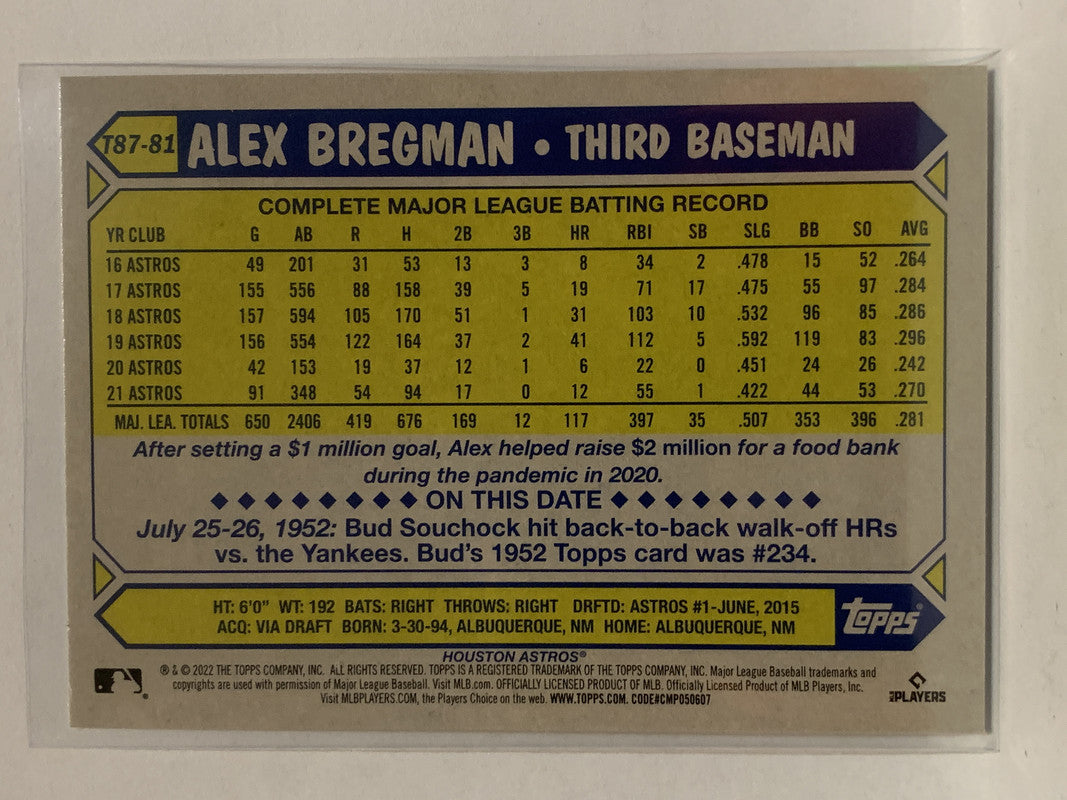 T87-81 ALEX BREGMAN • THIRD BASEMAN
COMPLETE MAJOR LEAGUE BATTING RECORD
YR CLUB G AB R H 2B 3B HR RBI SB SLG BB SO AVG
16 ASTROS 49 201 31 53 13 3 8 34 2 .478 15 52 .264
17 ASTROS 155 556 88 158 39 5 19 71 17 .475 55 97 .284
18 ASTROS 157 594 105 170 51 1 31 103 10 .532 96 85 .286
19 ASTROS 156 554 122 164 37 2 41 112 5 .592 119 83 .296
20 ASTROS 42 153 19 37 12 1 6 22 0 .451 24 26 .242
21 ASTROS 91 348 54 94 17 0 12 55 1 .422 44 53 .270
MAJ. LEA. TOTALS 650 2406 419 676 169 12 117 397 35 .507 353 396 .281
After setting a $1 million goal, Alex helped raise $2 million for a food bank
during the pandemic in 2020.
◆ ◆ ◆ ◆ ◆ ◆ ◆ ◆ ON THIS DATE ◆ ◆ ◆ ◆ ◆ ◆ ◆ ◆
July 25-26, 1952: Bud Souchock hit back-to-back walk-off HRs
vs. the Yankees. Bud's 1952 Topps card was #234.
HT: 6'0" WT: 192 BATS: RIGHT THROWS: RIGHT DRFTD: ASTROS #1-JUNE, 2015
ACQ: VIA DRAFT BORN: 3-30-94, ALBUQUERQUE, NM HOME: ALBUQUERQUE, NM
topps®
HOUSTON ASTROS®
® & © 2022 THE TOPPS COMPANY, INC. ALL RIGHTS RESERVED. TOPPS IS A REGISTERED TRADEMARK OF THE TOPPS COMPANY, INC. Major League Baseball trademarks and
copyrights are used with permission of Major League Baseball. Visit MLB.com. OFFICIALLY LICENSED PRODUCT OF MLB. Officially Licensed Product of MLB Players, Inc.
Visit MLBPLAYERS.COM, the Players Choice on the web. WWW.TOPPS.COM. CODE#CMP050607
MLB PLAYERS